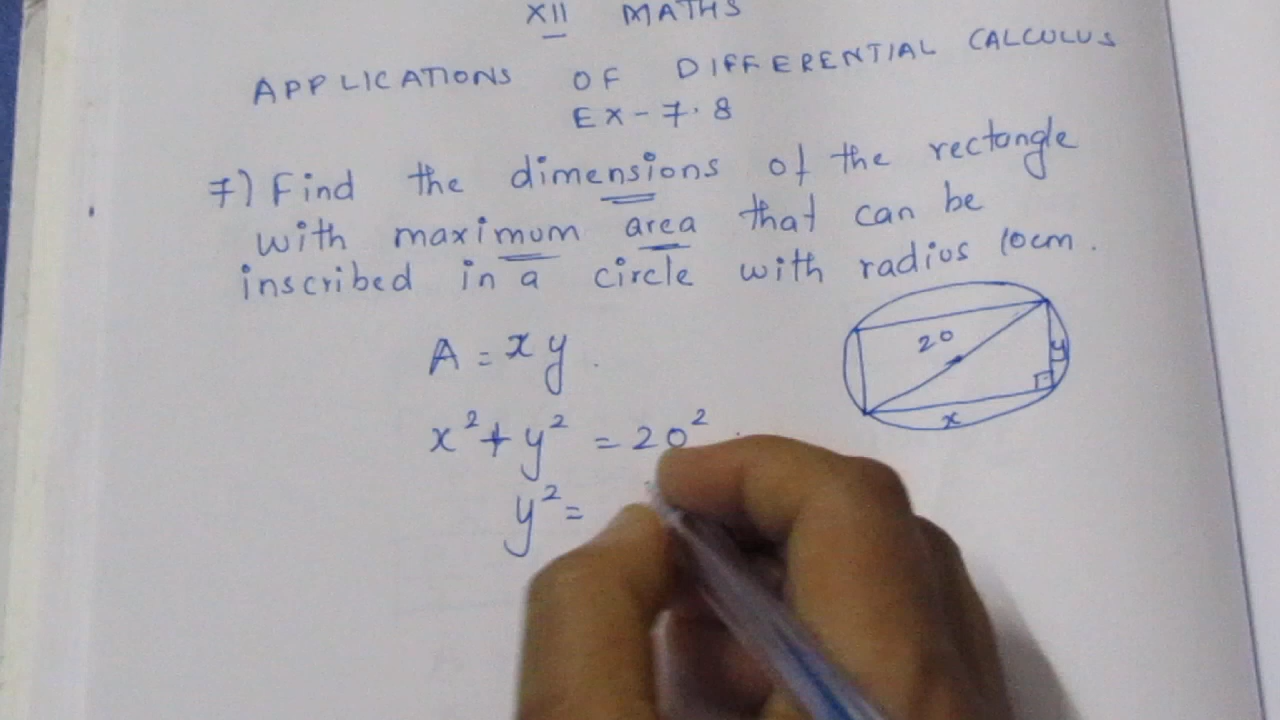 XII MATHS
APPLICATIONS OF DIFFERENTIAL CALCULUS
EX-7.8
7) Find the dimensions of the rectangle
with maximum area that can be
inscribed in a circle with radius 10cm.
A = xy.
x² + y² = 20²
y² =
20
y
x